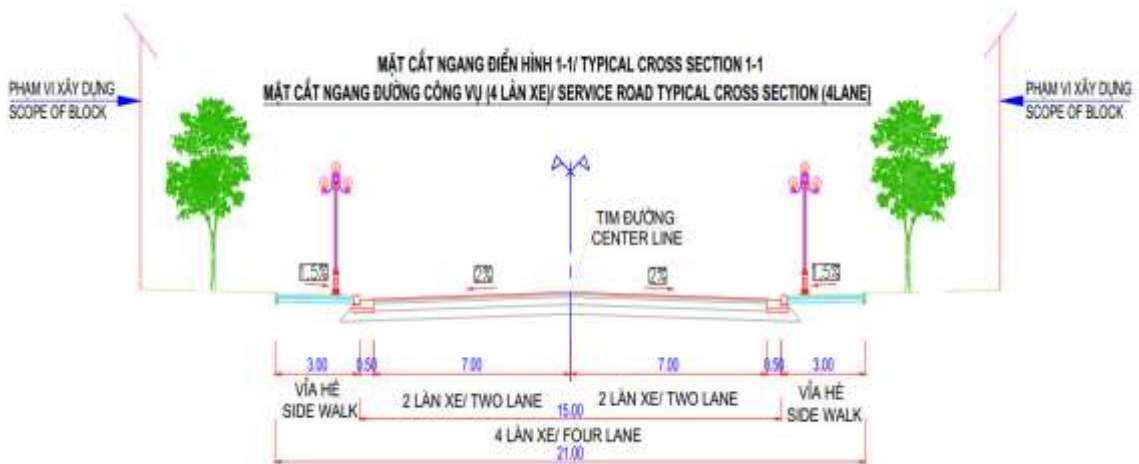 MẶT CẮT NGANG ĐIỂN HÌNH 1-1/ TYPICAL CROSS SECTION 1-1
MẶT CẮT NGANG ĐƯỜNG CÔNG VỤ (4 LÀN XE)/ SERVICE ROAD TYPICAL CROSS SECTION (4LANE)
PHẠM VI XÂY DỰNG
SCOPE OF BLOCK
PHẠM VI XÂY DỰNG
SCOPE OF BLOCK
TIM ĐƯỜNG
CENTER LINE
1.5% 2% 2% 1.5%
3.00 0.50 7.00 7.00 0.50 3.00
VỈA HÈ
SIDE WALK
2 LÀN XE/ TWO LANE
2 LÀN XE/ TWO LANE
VỈA HÈ
SIDE WALK
15.00
4 LÀN XE/ FOUR LANE
21.00